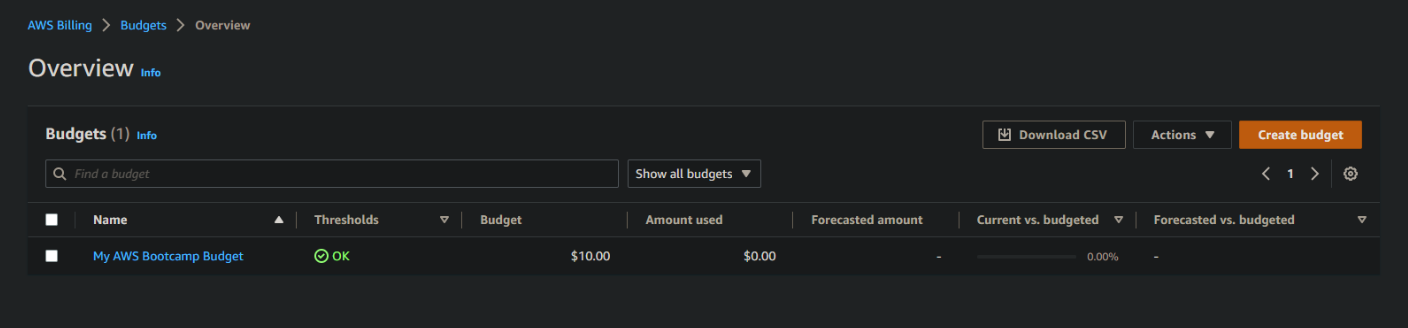 AWS Billing > Budgets > Overview
Overview Info
Budgets (1) Info Download CSV Actions Create budget
Find a budget Show all budgets 1
Name Thresholds Budget Amount used Forecasted amount Current vs. budgeted Forecasted vs. budgeted
My AWS Bootcamp Budget OK $10.00 $0.00 - 0.00% -